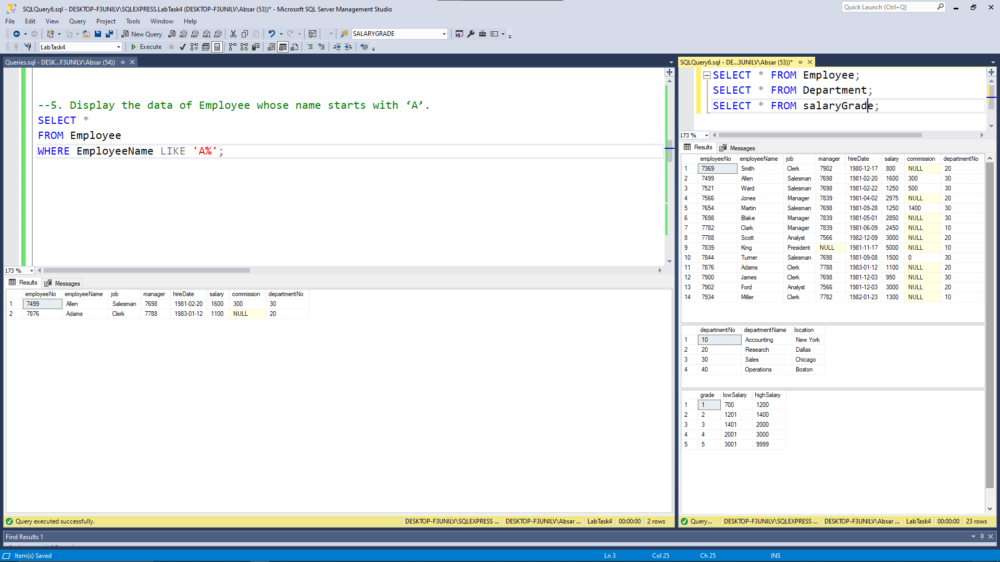 SQLQuery6.sql - DESKTOP-F3UNILV\SQLEXPRESS.LabTask4 (DESKTOP-F3UNILV\Absar (53))* - Microsoft SQL Server Management Studio
Quick Launch (Ctrl+Q)
File Edit View Query Project Tools Window Help
New Query MDX DMX XMLA DAX SALARYGRADE
LabTask4 Execute
Queries.sql - DESK...F3UNILV\Absar (54))
--5. Display the data of Employee whose name starts with ‘A’.
SELECT *
FROM Employee
WHERE EmployeeName LIKE 'A%';
173 %
Results Messages
employeeNo employeeName job manager hireDate salary commission departmentNo
1 7499 Allen Salesman 7698 1981-02-20 1600 300 30
2 7876 Adams Clerk 7788 1983-01-12 1100 NULL 20
Query executed successfully. DESKTOP-F3UNILV\SQLEXPRESS ... DESKTOP-F3UNILV\Absar ... LabTask4 00:00:00 2 rows
SQLQuery6.sql - DE...3UNILV\Absar (53))*
SELECT * FROM Employee;
SELECT * FROM Department;
SELECT * FROM salaryGrade;
173 %
Results Messages
employeeNo employeeName job manager hireDate salary commission departmentNo
1 7369 Smith Clerk 7902 1980-12-17 800 NULL 20
2 7499 Allen Salesman 7698 1981-02-20 1600 300 30
3 7521 Ward Salesman 7698 1981-02-22 1250 500 30
4 7566 Jones Manager 7839 1981-04-02 2975 NULL 20
5 7654 Martin Salesman 7698 1981-09-28 1250 1400 30
6 7698 Blake Manager 7839 1981-05-01 2850 NULL 30
7 7782 Clark Manager 7839 1981-06-09 2450 NULL 10
8 7788 Scott Analyst 7566 1982-12-09 3000 NULL 20
9 7839 King President NULL 1981-11-17 5000 NULL 10
10 7844 Turner Salesman 7698 1981-09-08 1500 0 30
11 7876 Adams Clerk 7788 1983-01-12 1100 NULL 20
12 7900 James Clerk 7698 1981-12-03 950 NULL 30
13 7902 Ford Analyst 7566 1981-12-03 3000 NULL 20
14 7934 Miller Clerk 7782 1982-01-23 1300 NULL 10
departmentNo departmentName location
1 10 Accounting New York
2 20 Research Dallas
3 30 Sales Chicago
4 40 Operations Boston
grade lowSalary highSalary
1 1 700 1200
2 2 1201 1400
3 3 1401 2000
4 4 2001 3000
5 5 3001 9999
Query... DESKTOP-F3UNILV\SQLEXPRESS ... DESKTOP-F3UNILV\Absar ... LabTask4 00:00:00 23 rows
Find Results 1
Item(s) Saved Ln 3 Col 25 Ch 25 INS